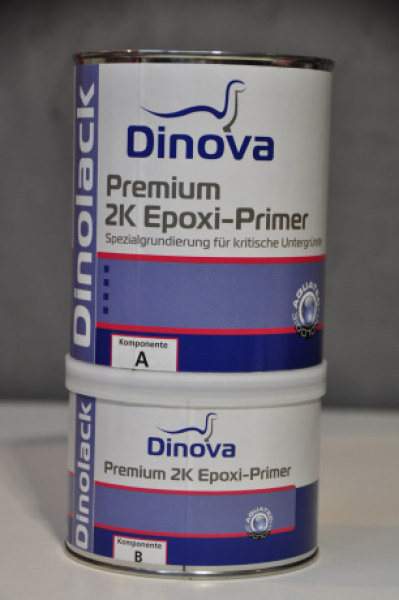 Dinolack
Dinova
Premium
2K Epoxi-Primer
Spezialgrundierung für kritische Untergründe
Komponente
A
Dinolack
Dinova
Premium 2K Epoxi-Primer
Komponente
B